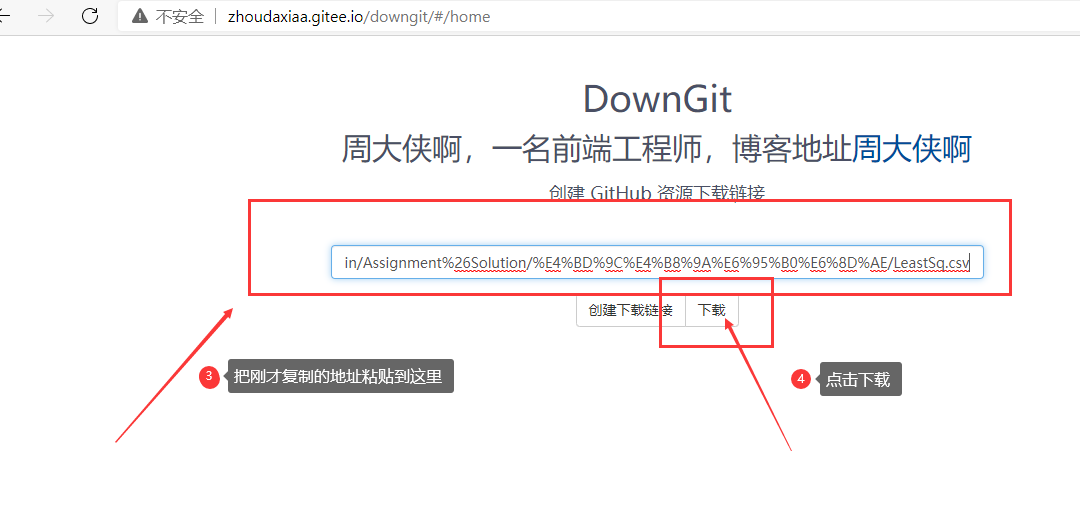 不安全 zhoudaxiaa.gitee.io/downgit/#/home
DownGit
周大侠啊，一名前端工程师，博客地址周大侠啊
创建 GitHub 资源下载链接
in/Assignment%26Solution/%E4%BD%9C%E4%B8%9A%E6%95%B0%E6%8D%AE/LeastSq.csv
创建下载链接 下载
3 把刚才复制的地址粘贴到这里
4 点击下载